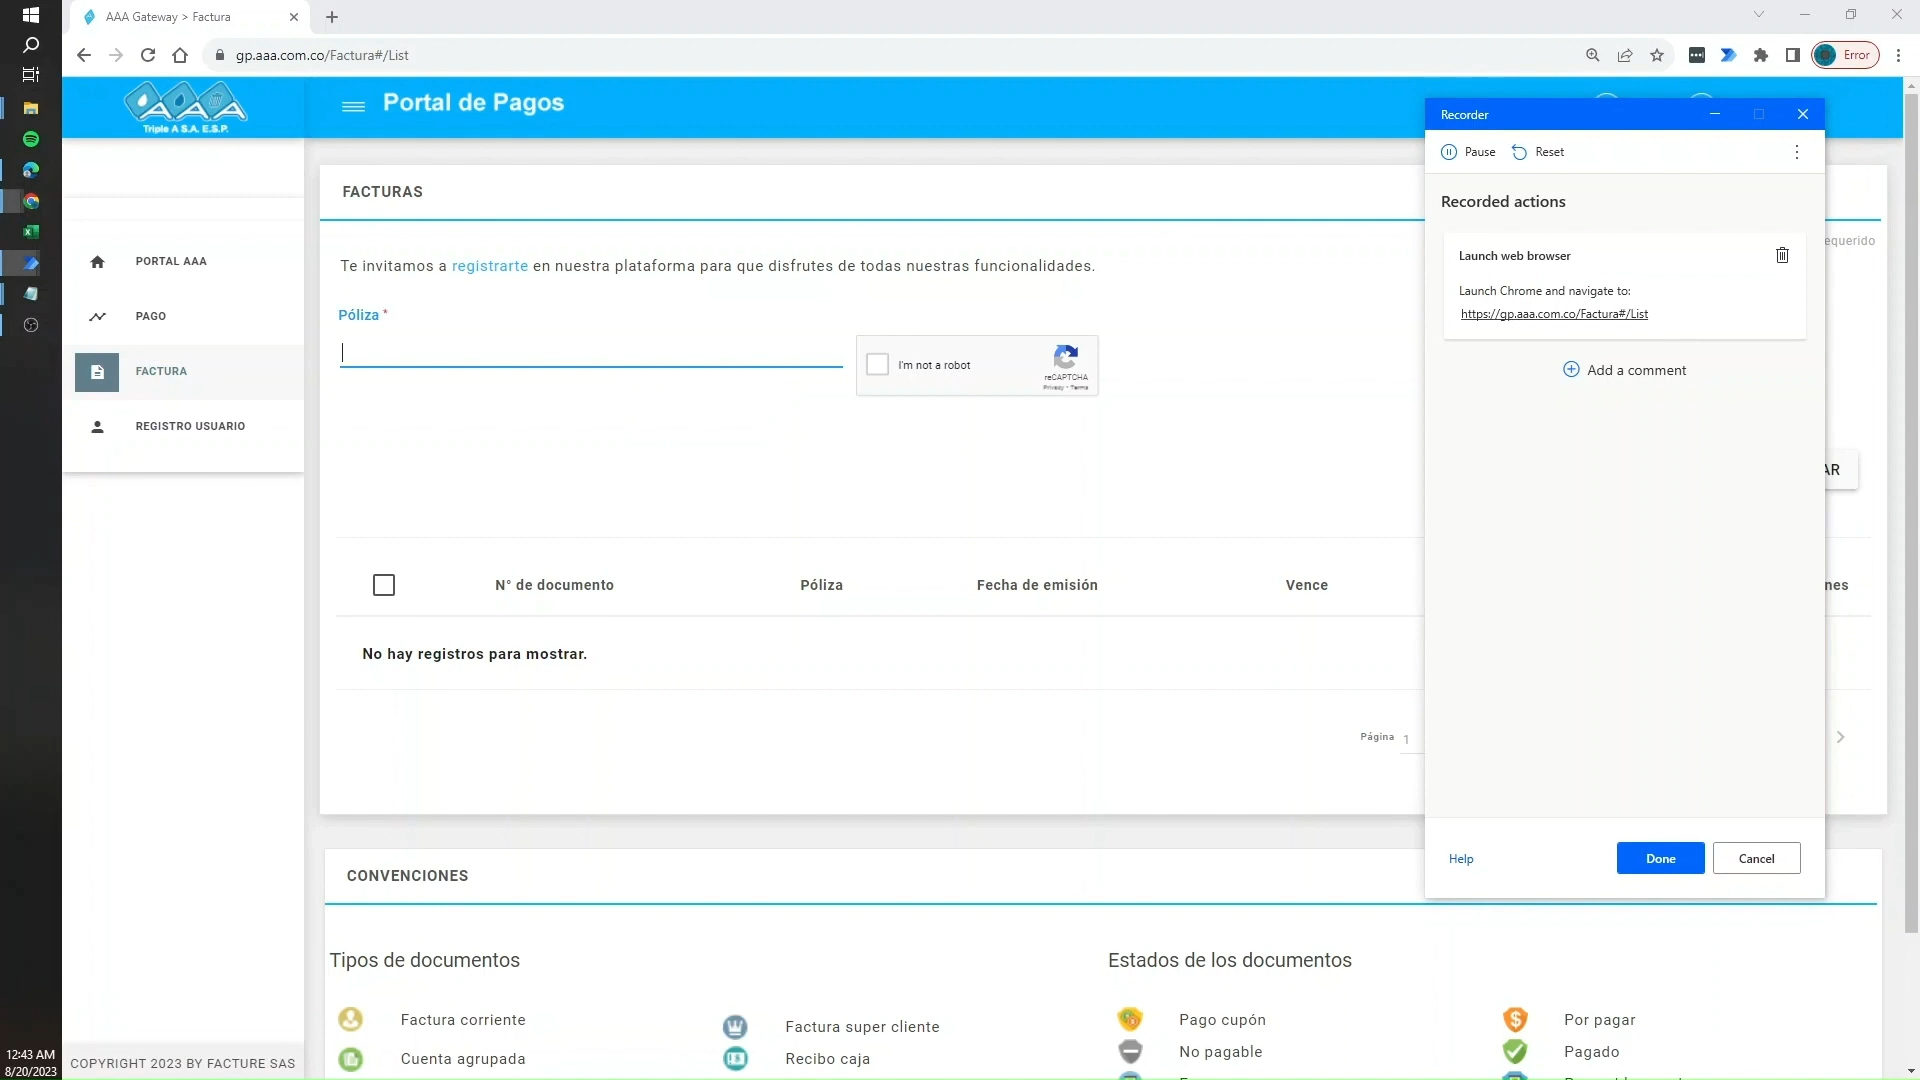 AAA Gateway > Factura
gp.aaa.com.co/Factura#/List
Error
AAA
Triple A S.A. E.S.P.
Portal de Pagos
PORTAL AAA
PAGO
FACTURA
REGISTRO USUARIO
FACTURAS
equerido
Te invitamos a registrarte en nuestra plataforma para que disfrutes de todas nuestras funcionalidades.
Póliza *
I'm not a robot
reCAPTCHA
Privacy - Terms
AR
N° de documento Póliza Fecha de emisión Vence nes
No hay registros para mostrar.
Página 1
Recorder
Pause Reset
Recorded actions
Launch web browser
Launch Chrome and navigate to:
https://gp.aaa.com.co/Factura#/List
Add a comment
Help Done Cancel
CONVENCIONES
Tipos de documentos Estados de los documentos
Factura corriente Factura super cliente Pago cupón Por pagar
Cuenta agrupada Recibo caja No pagable Pagado
COPYRIGHT 2023 BY FACTURE SAS
12:43 AM
8/20/2023